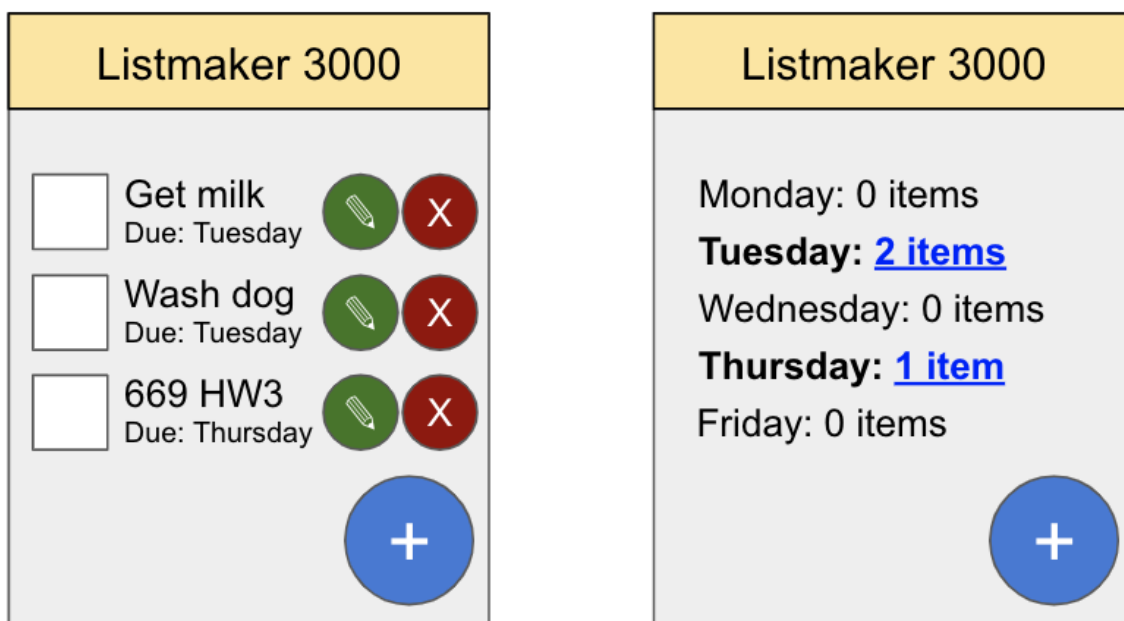 Listmaker 3000
Get milk
Due: Tuesday
X
Wash dog
Due: Tuesday
X
669 HW3
Due: Thursday
X
+
Listmaker 3000
Monday: 0 items
Tuesday: 2 items
Wednesday: 0 items
Thursday: 1 item
Friday: 0 items
+